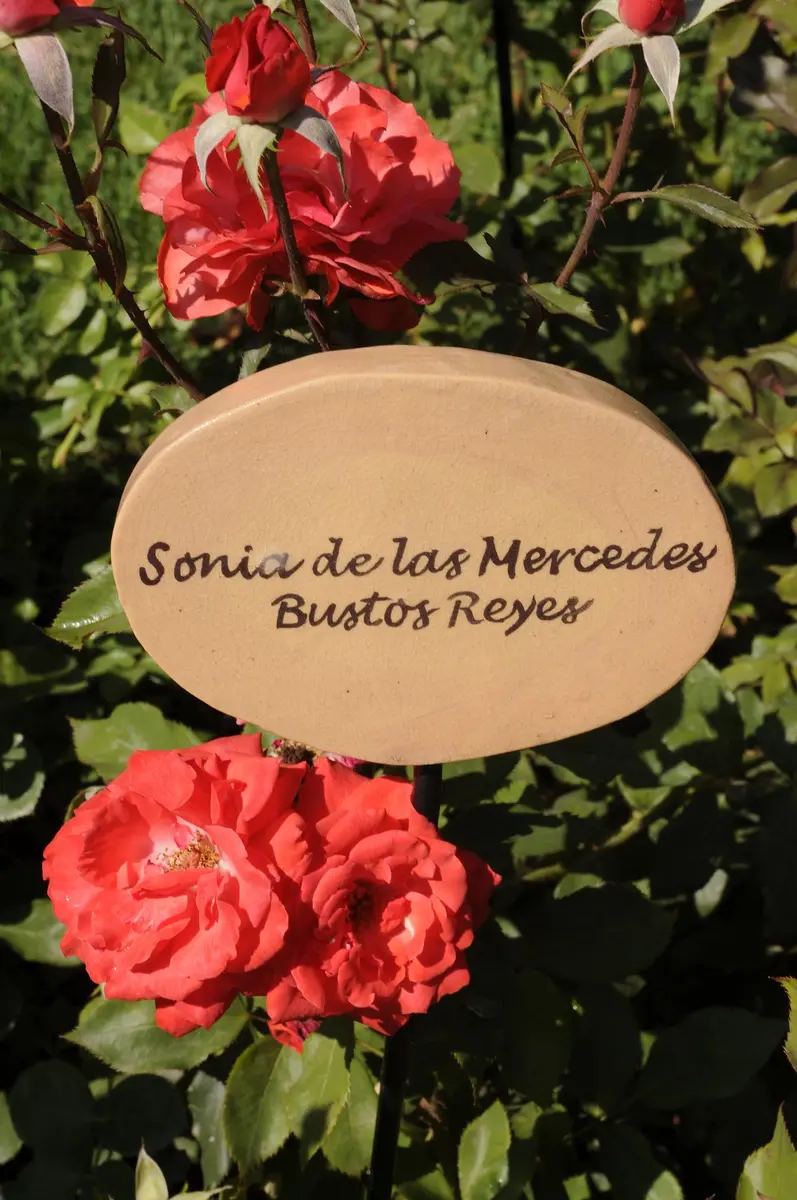 Sonia de las Mercedes
Bustos Reyes